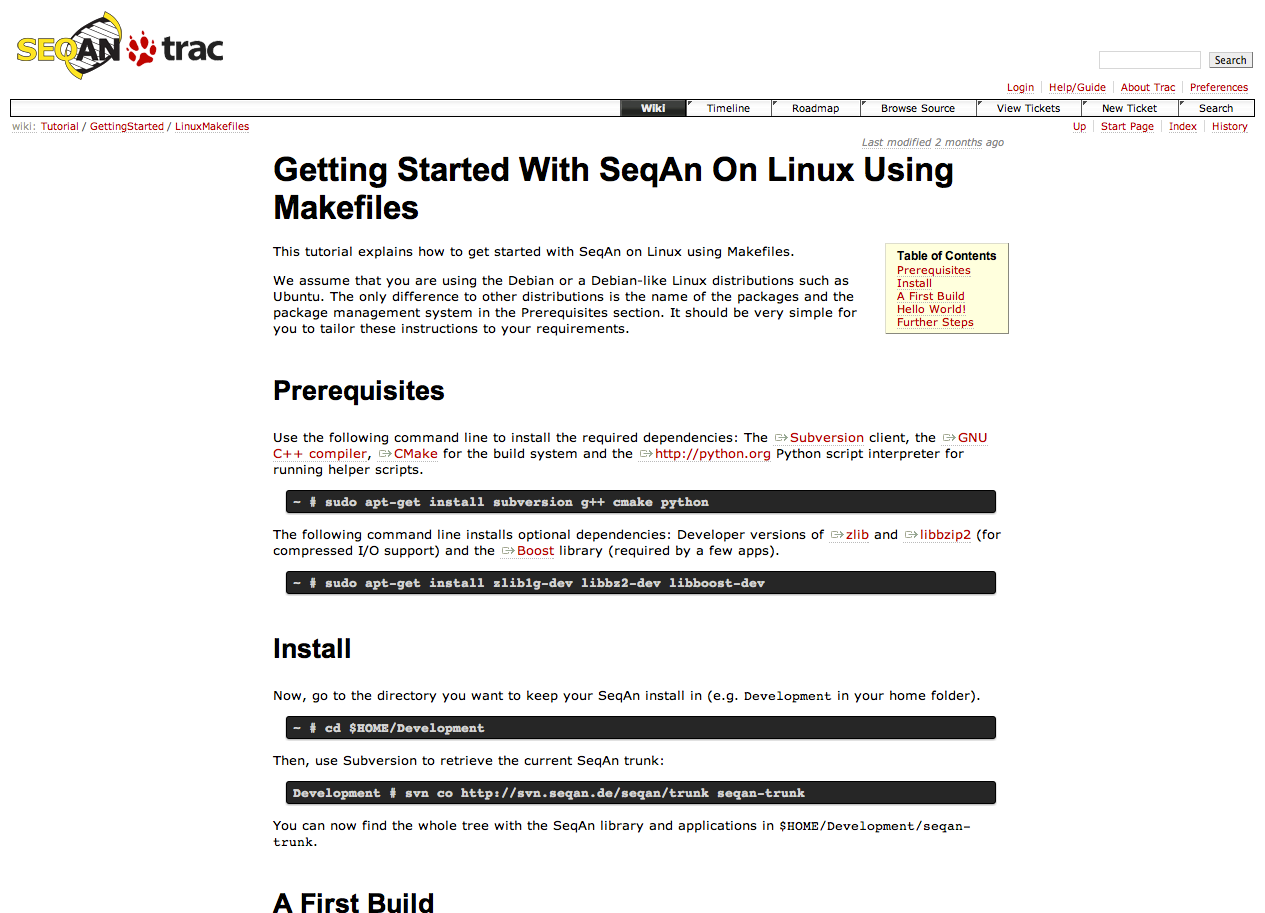 SEQAN trac
Search
Login Help/Guide About Trac Preferences
Wiki Timeline Roadmap Browse Source View Tickets New Ticket Search
wiki: Tutorial / GettingStarted / LinuxMakefiles
Up Start Page Index History
Last modified 2 months ago
Getting Started With SeqAn On Linux Using
Makefiles
This tutorial explains how to get started with SeqAn on Linux using Makefiles.
We assume that you are using the Debian or a Debian-like Linux distributions such as
Ubuntu. The only difference to other distributions is the name of the packages and the
package management system in the Prerequisites section. It should be very simple for
you to tailor these instructions to your requirements.
Table of Contents
Prerequisites
Install
A First Build
Hello World!
Further Steps
Prerequisites
Use the following command line to install the required dependencies: The Subversion client, the GNU
C++ compiler, CMake for the build system and the http://python.org Python script interpreter for
running helper scripts.
~ # sudo apt-get install subversion g++ cmake python
The following command line installs optional dependencies: Developer versions of zlib and libbzip2 (for
compressed I/O support) and the Boost library (required by a few apps).
~ # sudo apt-get install zlib1g-dev libbz2-dev libboost-dev
Install
Now, go to the directory you want to keep your SeqAn install in (e.g. Development in your home folder).
~ # cd $HOME/Development
Then, use Subversion to retrieve the current SeqAn trunk:
Development # svn co http://svn.seqan.de/seqan/trunk seqan-trunk
You can now find the whole tree with the SeqAn library and applications in $HOME/Development/seqan-
trunk.
A First Build